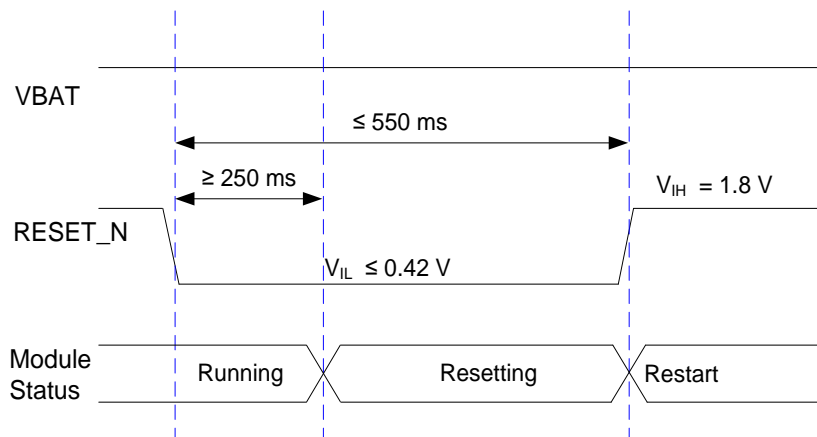 VBAT
≤ 550 ms
≥ 250 ms
V_IH = 1.8 V
RESET_N
V_IL ≤ 0.42 V
Module
Status
Running
Resetting
Restart